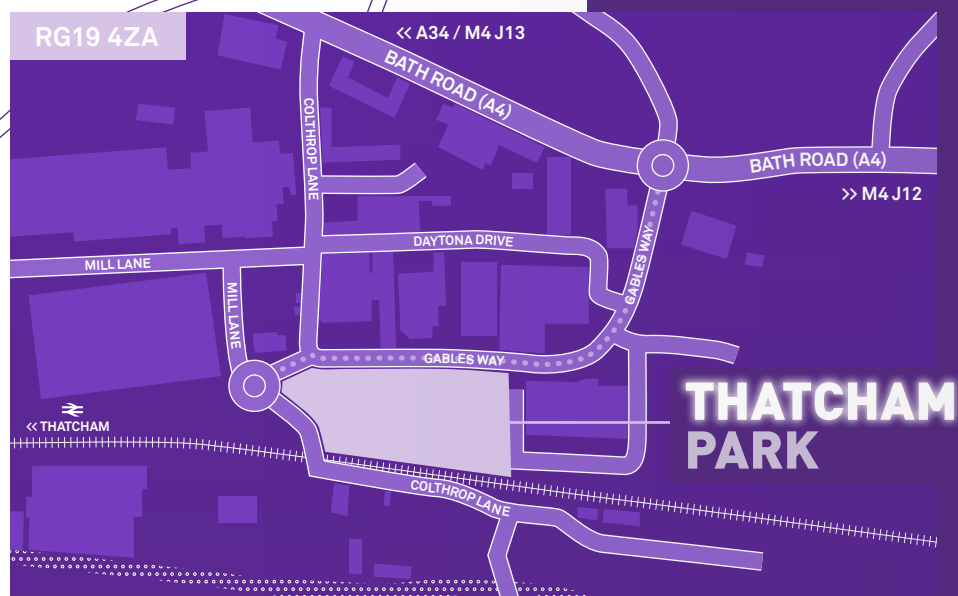 RG19 4ZA
<< A34 / M4 J13
BATH ROAD (A4)
COLTHROP LANE
BATH ROAD (A4)
>> M4 J12
DAYTONA DRIVE
GABLES WAY
MILL LANE
MILL LANE
GABLES WAY
THATCHAM
PARK
<< THATCHAM
COLTHROP LANE